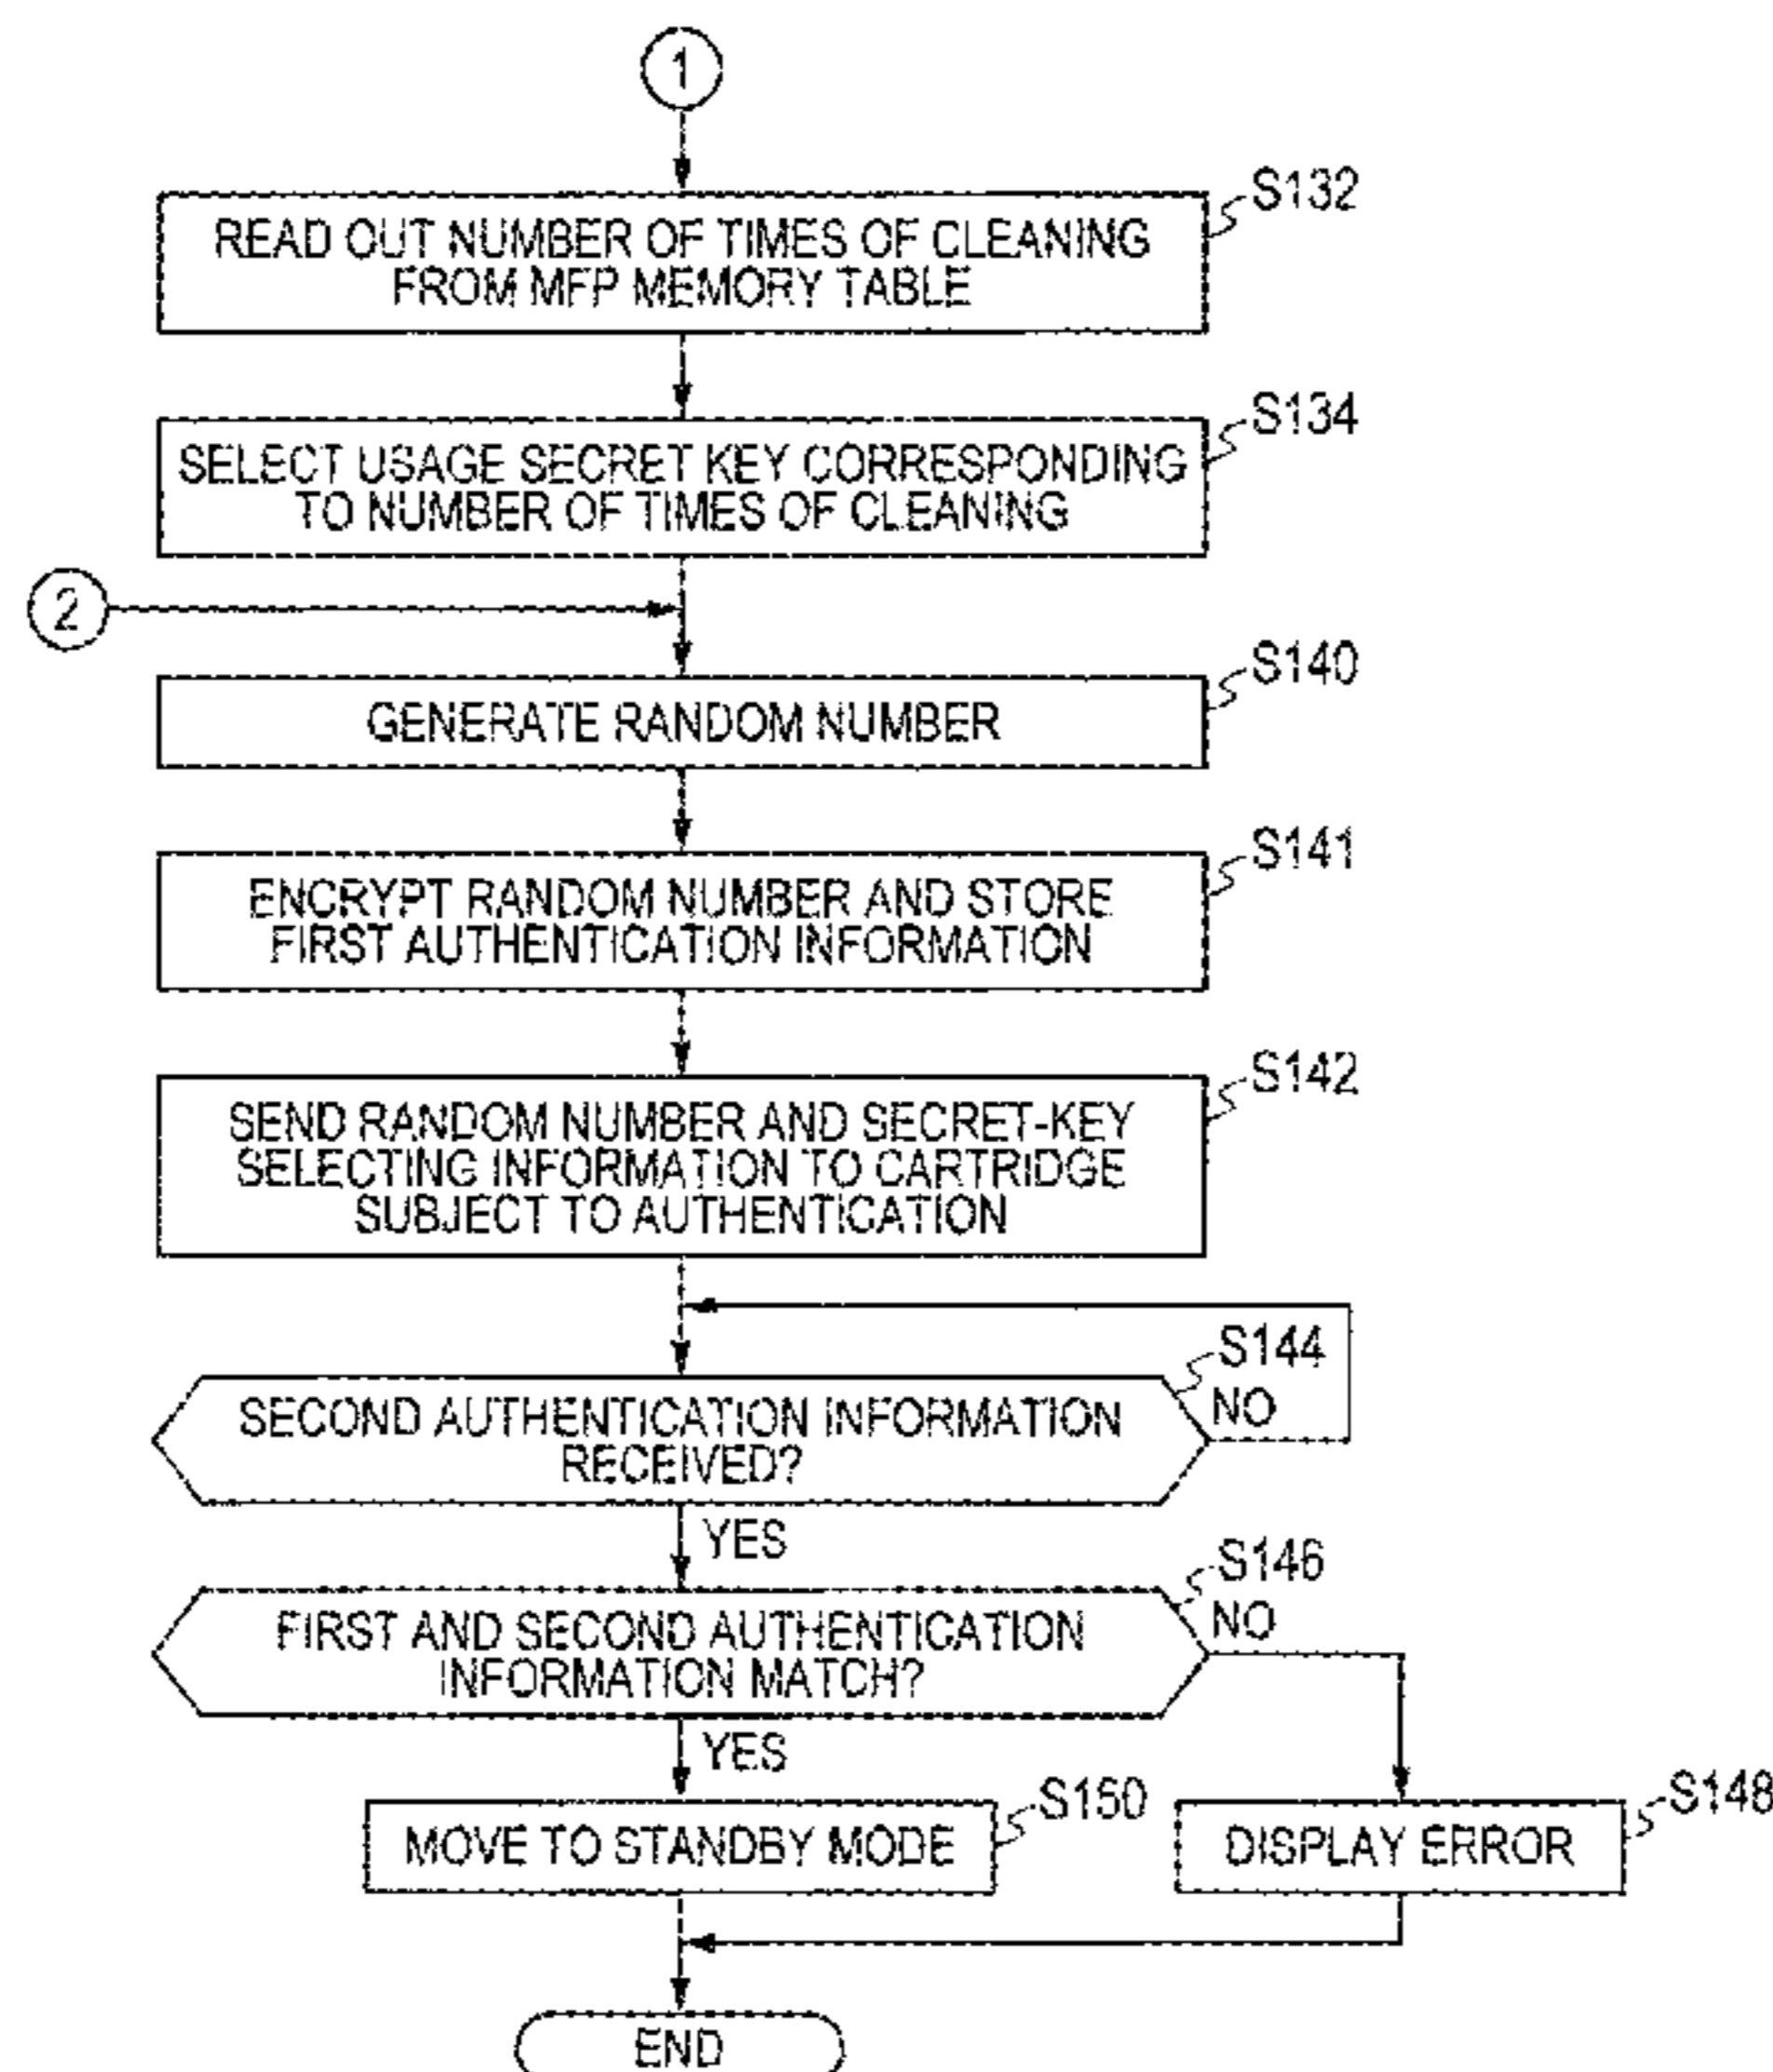 1
S132
READ OUT NUMBER OF TIMES OF CLEANING
FROM MFP MEMORY TABLE
S134
SELECT USAGE SECRET KEY CORRESPONDING
TO NUMBER OF TIMES OF CLEANING
2
S140
GENERATE RANDOM NUMBER
S141
ENCRYPT RANDOM NUMBER AND STORE
FIRST AUTHENTICATION INFORMATION
S142
SEND RANDOM NUMBER AND SECRET-KEY
SELECTING INFORMATION TO CARTRIDGE
SUBJECT TO AUTHENTICATION
S144
NO
SECOND AUTHENTICATION INFORMATION
RECEIVED?
YES
S146
NO
FIRST AND SECOND AUTHENTICATION
INFORMATION MATCH?
YES
S150
MOVE TO STANDBY MODE
S148
DISPLAY ERROR
END